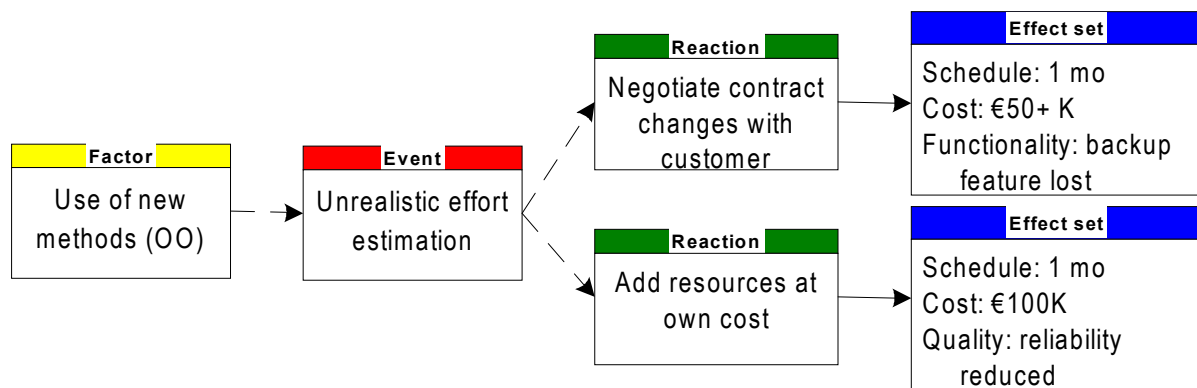 Factor
Use of new
methods (OO)
Event
Unrealistic effort
estimation
Reaction
Negotiate contract
changes with
customer
Effect set
Schedule: 1 mo
Cost: €50+ K
Functionality: backup
feature lost
Reaction
Add resources at
own cost
Effect set
Schedule: 1 mo
Cost: €100K
Quality: reliability
reduced